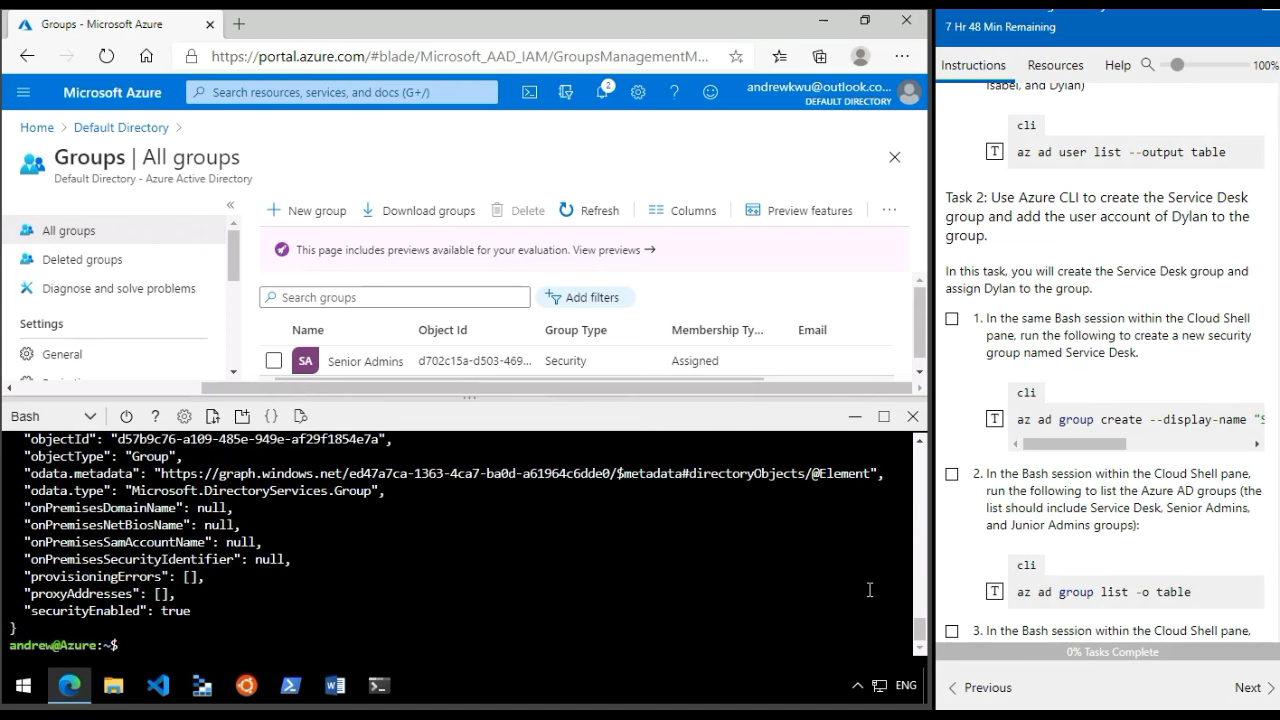 Groups - Microsoft Azure
https://portal.azure.com/#blade/Microsoft_AAD_IAM/GroupsManagementM...
Microsoft Azure
Search resources, services, and docs (G+/)
2
andrewkwu@outlook.co...
DEFAULT DIRECTORY
Home > Default Directory >
Groups | All groups
Default Directory - Azure Active Directory
All groups
Deleted groups
Diagnose and solve problems
Settings
General
New group
Download groups
Delete
Refresh
Columns
Preview features
This page includes previews available for your evaluation. View previews →
Search groups
Add filters
Name Object Id Group Type Membership Ty... Email
SA Senior Admins d702c15a-d503-469... Security Assigned
Bash
"objectId": "d57b9c76-a109-485e-949e-af29f1854e7a",
"objectType": "Group",
"odata.metadata": "https://graph.windows.net/ed47a7ca-1363-4ca7-ba0d-a61964c6dde0/$metadata#directoryObjects/@Element",
"odata.type": "Microsoft.DirectoryServices.Group",
"onPremisesDomainName": null,
"onPremisesNetBiosName": null,
"onPremisesSamAccountName": null,
"onPremisesSecurityIdentifier": null,
"provisioningErrors": [],
"proxyAddresses": [],
"securityEnabled": true
}
andrew@Azure:~$
ENG
7 Hr 48 Min Remaining
Instructions Resources Help 100%
Isabel, and Dylan)
cli
T az ad user list --output table
Task 2: Use Azure CLI to create the Service Desk
group and add the user account of Dylan to the
group.
In this task, you will create the Service Desk group and
assign Dylan to the group.
1. In the same Bash session within the Cloud Shell
pane, run the following to create a new security
group named Service Desk.
cli
T az ad group create --display-name "S
2. In the Bash session within the Cloud Shell pane,
run the following to list the Azure AD groups (the
list should include Service Desk, Senior Admins,
and Junior Admins groups):
cli
T az ad group list -o table
3. In the Bash session within the Cloud Shell pane,
0% Tasks Complete
Previous
Next